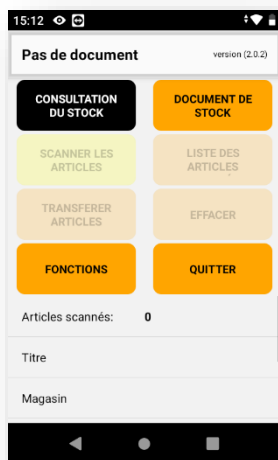 15:12
Pas de document version (2.0.2)
CONSULTATION
DU STOCK
DOCUMENT DE
STOCK
SCANNER LES
ARTICLES
LISTE DES
ARTICLES
TRANSFERER
ARTICLES
EFFACER
FONCTIONS
QUITTER
Articles scannés: 0
Titre
Magasin